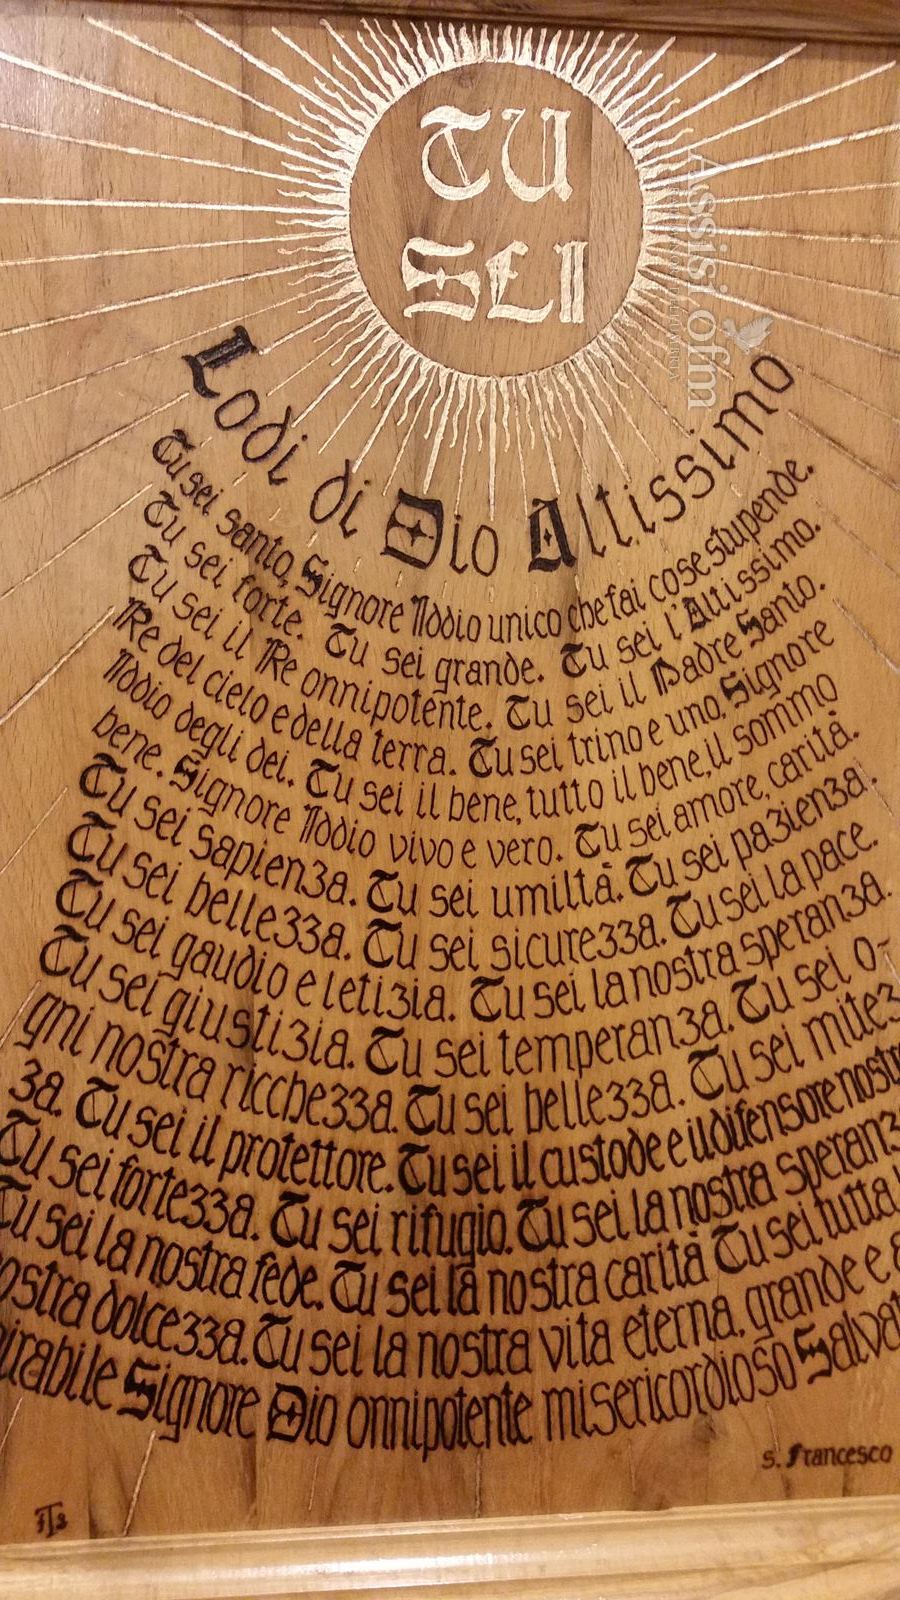 TU
SEI
Lodi di Dio Altissimo
Tu sei santo, Signore Iddio unico che fai cose stupende.
Tu sei forte. Tu sei grande. Tu sei l'Altissimo.
Tu sei il Re onnipotente. Tu sei il Padre Santo.
Re del cielo e della terra. Tu sei trino e uno, Signore
Iddio degli dei. Tu sei il bene, tutto il bene, il sommo
bene. Signore Iddio vivo e vero. Tu sei amore, carità.
Tu sei sapienza. Tu sei umiltà. Tu sei pazienza.
Tu sei bellezza. Tu sei sicurezza. Tu sei la pace.
Tu sei gaudio e letizia. Tu sei la nostra speranza.
Tu sei giustizia. Tu sei temperanza. Tu sei o-
gni nostra ricchezza. Tu sei bellezza. Tu sei mitez
za. Tu sei il protettore. Tu sei il custode e il difensore nostr
Tu sei fortezza. Tu sei rifugio. Tu sei la nostra speranz
Tu sei la nostra fede. Tu sei la nostra carità Tu sei tutta
ostra dolcezza. Tu sei la nostra vita eterna, grande e a
irabile Signore Dio onnipotente misericordioso Salvat
s. Francesco
Assisi ofm